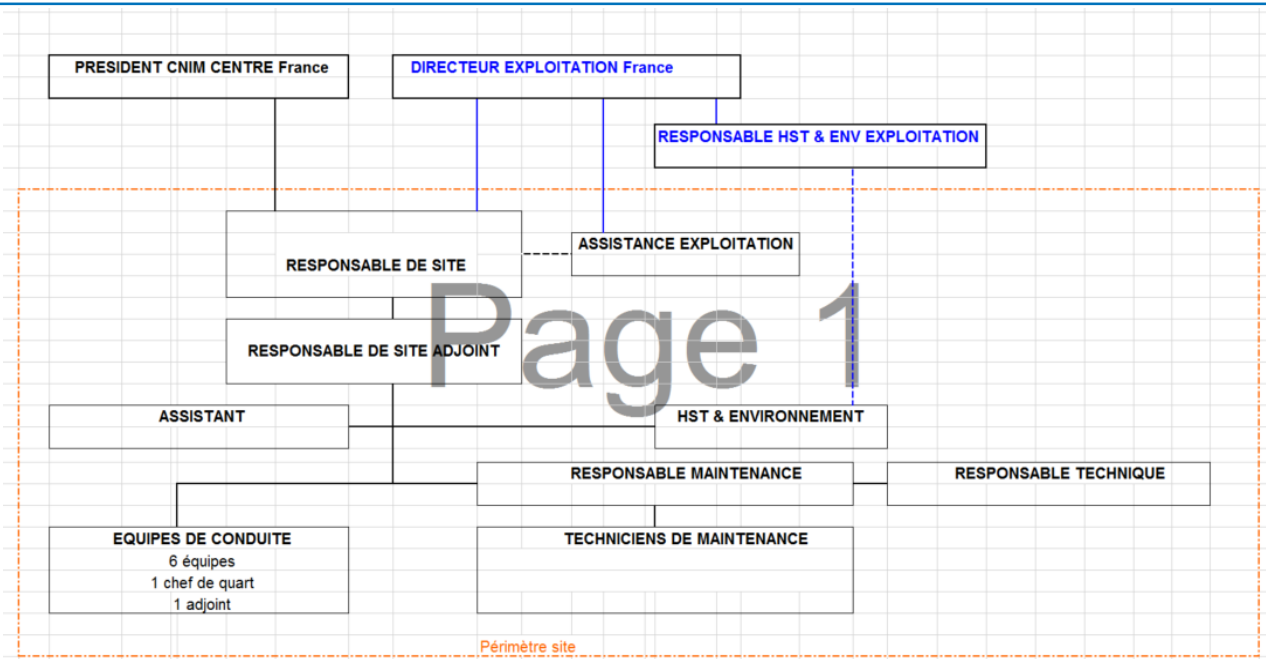 PRESIDENT CNIM CENTRE France
DIRECTEUR EXPLOITATION France
RESPONSABLE HST & ENV EXPLOITATION
ASSISTANCE EXPLOITATION
RESPONSABLE DE SITE
Page 1
RESPONSABLE DE SITE ADJOINT
ASSISTANT
HST & ENVIRONNEMENT
RESPONSABLE MAINTENANCE
RESPONSABLE TECHNIQUE
EQUIPES DE CONDUITE
6 équipes
1 chef de quart
1 adjoint
TECHNICIENS DE MAINTENANCE
Périmètre site